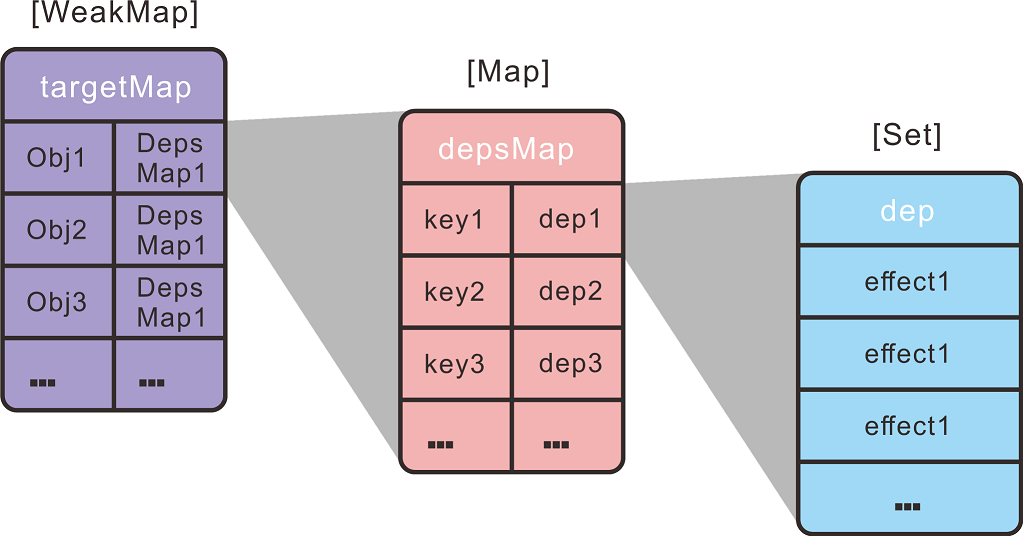 [WeakMap]
targetMap
Obj1
Deps
Map1
Obj2
Deps
Map1
Obj3
Deps
Map1
...
...
[Map]
depsMap
key1
dep1
key2
dep2
key3
dep3
...
...
[Set]
dep
effect1
effect1
effect1
...